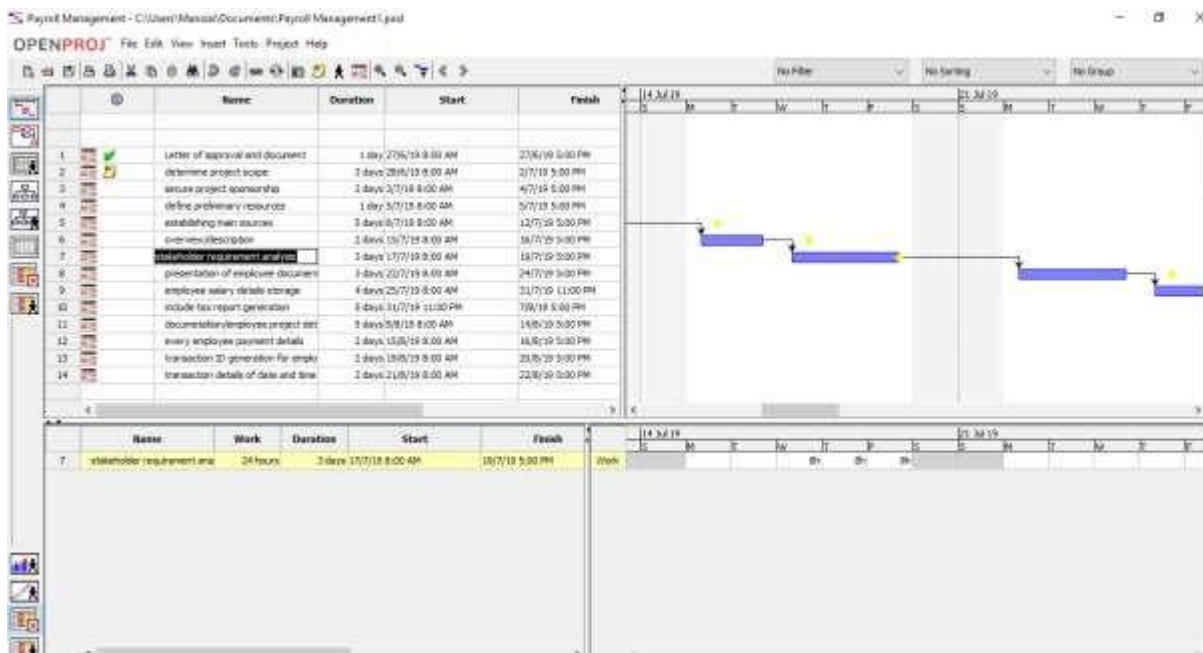 Payroll Management - C:\Users\Manssa\Documents\Payroll Management1.pod
OPENPROJ File Edit View Insert Tools Project Help
No Filter No Sorting No Group
Name Duration Start Finish
14 Jul 19 21 Jul 19
S M T W T F S S M T W T F
1 Letter of approval and document 1 day 27/6/19 8:00 AM 27/6/19 5:00 PM
2 determine project scope 3 days 28/6/19 8:00 AM 2/7/19 5:00 PM
3 secure project sponsorship 2 days 3/7/19 8:00 AM 4/7/19 5:00 PM
4 define preliminary resources 1 day 5/7/19 8:00 AM 5/7/19 5:00 PM
5 establishing main sources 5 days 8/7/19 8:00 AM 12/7/19 5:00 PM
6 overview/description 2 days 15/7/19 8:00 AM 16/7/19 5:00 PM
7 stakeholder requirement analysis 3 days 17/7/19 8:00 AM 19/7/19 5:00 PM
8 presentation of employee document 3 days 22/7/19 8:00 AM 24/7/19 5:00 PM
9 employee salary details storage 4 days 25/7/19 8:00 AM 31/7/19 11:00 PM
10 include tax report generation 5 days 31/7/19 11:00 PM 7/8/19 5:00 PM
11 documetation/employee project det 5 days 8/8/19 8:00 AM 14/8/19 5:00 PM
12 every employee payment details 2 days 15/8/19 8:00 AM 16/8/19 5:00 PM
13 transaction ID generation for emplo 2 days 19/8/19 8:00 AM 20/8/19 5:00 PM
14 transaction details of date and time 2 days 21/8/19 8:00 AM 22/8/19 5:00 PM
Name Work Duration Start Finish
14 Jul 19 21 Jul 19
S M T W T F S S M T W T F
7 stakeholder requirement ana 24 hours 3 days 17/7/19 8:00 AM 19/7/19 5:00 PM Work 8h 8h 8h